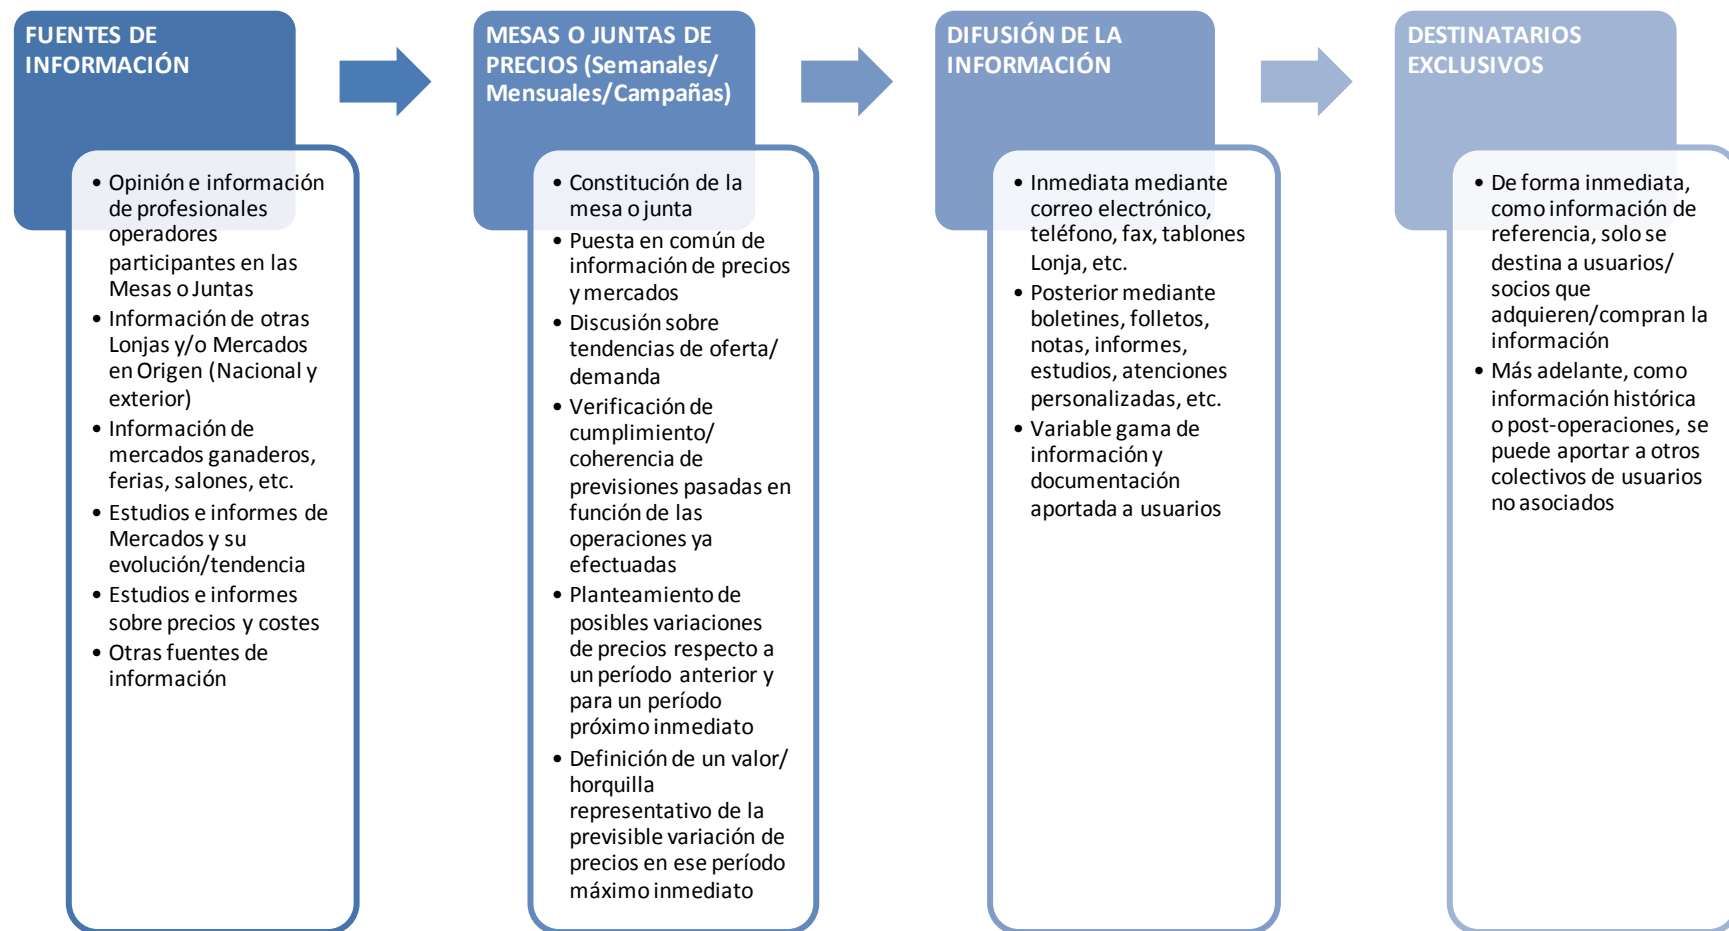 FUENTES DE
INFORMACIÓN
• Opinión e información
de profesionales
operadores
participantes en las
Mesas o Juntas
• Información de otras
Lonjas y/o Mercados
en Origen (Nacional y
exterior)
• Información de
mercados ganaderos,
ferias, salones, etc.
• Estudios e informes de
Mercados y su
evolución/tendencia
• Estudios e informes
sobre precios y costes
• Otras fuentes de
información
MESAS O JUNTAS DE
PRECIOS (Semanales/
Mensuales/Campañas)
• Constitución de la
mesa o junta
• Puesta en común de
información de precios
y mercados
• Discusión sobre
tendencias de oferta/
demanda
• Verificación de
cumplimiento/
coherencia de
previsiones pasadas en
función de las
operaciones ya
efectuadas
• Planteamiento de
posibles variaciones
de precios respecto a
un período anterior y
para un período
próximo inmediato
• Definición de un valor/
horquilla
representativo de la
previsible variación de
precios en ese período
máximo inmediato
DIFUSIÓN DE LA
INFORMACIÓN
• Inmediata mediante
correo electrónico,
teléfono, fax, tablones
Lonja, etc.
• Posterior mediante
boletines, folletos,
notas, informes,
estudios, atenciones
personalizadas, etc.
• Variable gama de
información y
documentación
aportada a usuarios
DESTINATARIOS
EXCLUSIVOS
• De forma inmediata,
como información de
referencia, solo se
destina a usuarios/
socios que
adquieren/compran la
información
• Más adelante, como
información histórica
o post-operaciones, se
puede aportar a otros
colectivos de usuarios
no asociados